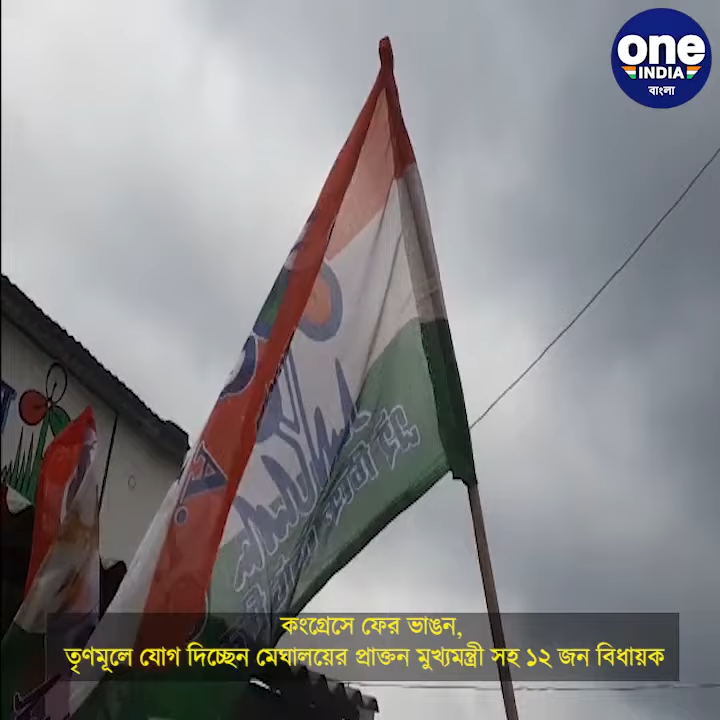 one
INDIA
বাংলা
কংগ্রেসে ফের ভাঙন,
তৃণমূলে যোগ দিচ্ছেন মেঘালয়ের প্রাক্তন মুখ্যমন্ত্রী সহ ১২ জন বিধায়ক